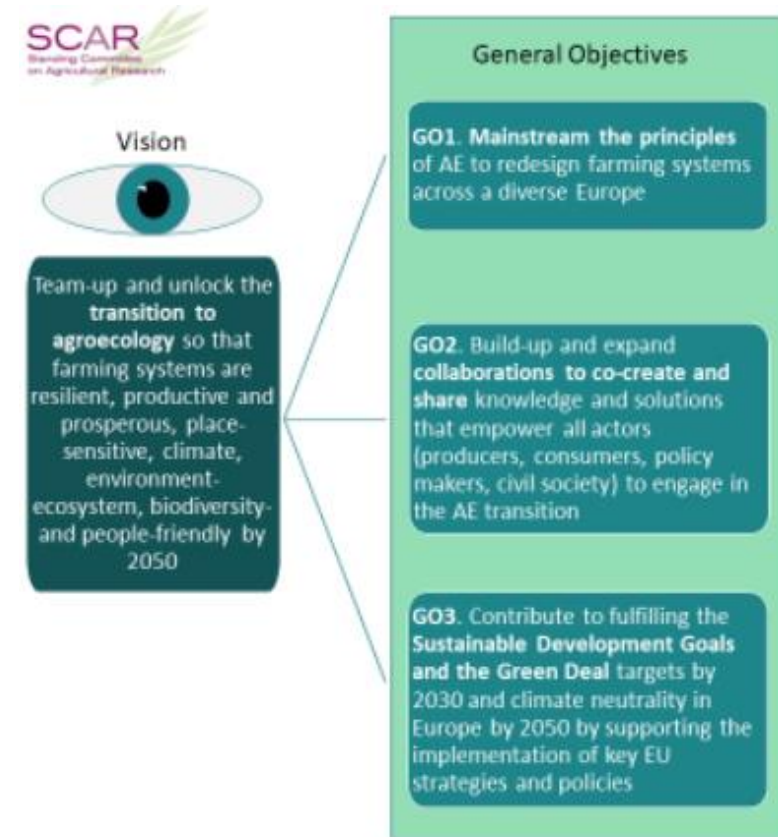 SCAR
Standing Committee
on Agricultural Research
Vision
Team-up and unlock the
transition to
agroecology so that
farming systems are
resilient, productive and
prosperous, place-
sensitive, climate,
environment-
ecosystem, biodiversity-
and people-friendly by
2050
General Objectives
GO1. Mainstream the principles
of AE to redesign farming systems
across a diverse Europe
GO2. Build-up and expand
collaborations to co-create and
share knowledge and solutions
that empower all actors
(producers, consumers, policy
makers, civil society) to engage in
the AE transition
GO3. Contribute to fulfilling the
Sustainable Development Goals
and the Green Deal targets by
2030 and climate neutrality in
Europe by 2050 by supporting the
implementation of key EU
strategies and policies